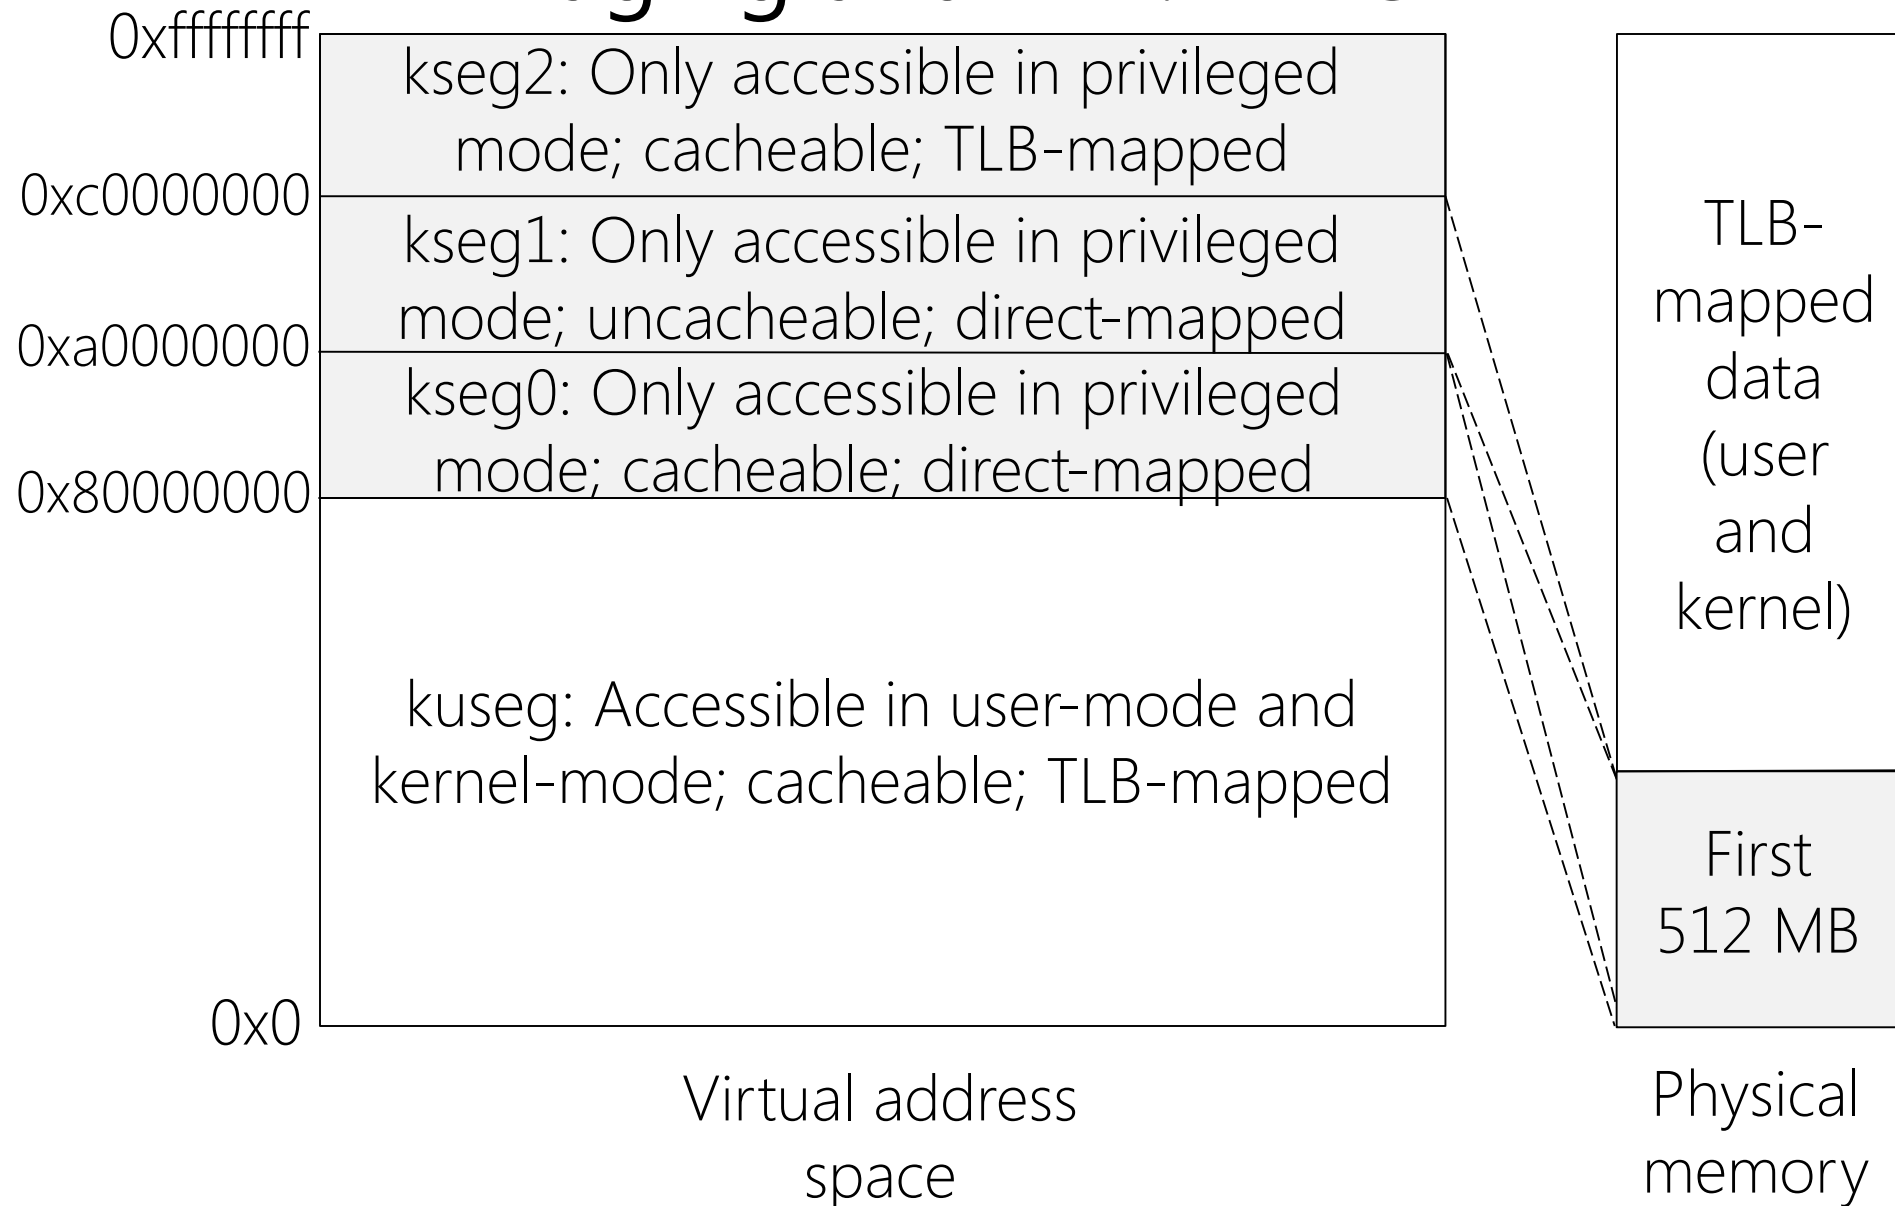 0xffffffff
kseg2: Only accessible in privileged
mode; cacheable; TLB-mapped
0xc0000000
kseg1: Only accessible in privileged
mode; uncacheable; direct-mapped
0xa0000000
kseg0: Only accessible in privileged
mode; cacheable; direct-mapped
0x80000000
kuseg: Accessible in user-mode and
kernel-mode; cacheable; TLB-mapped
0x0
Virtual address
space
TLB-
mapped
data
(user
and
kernel)
First
512 MB
Physical
memory